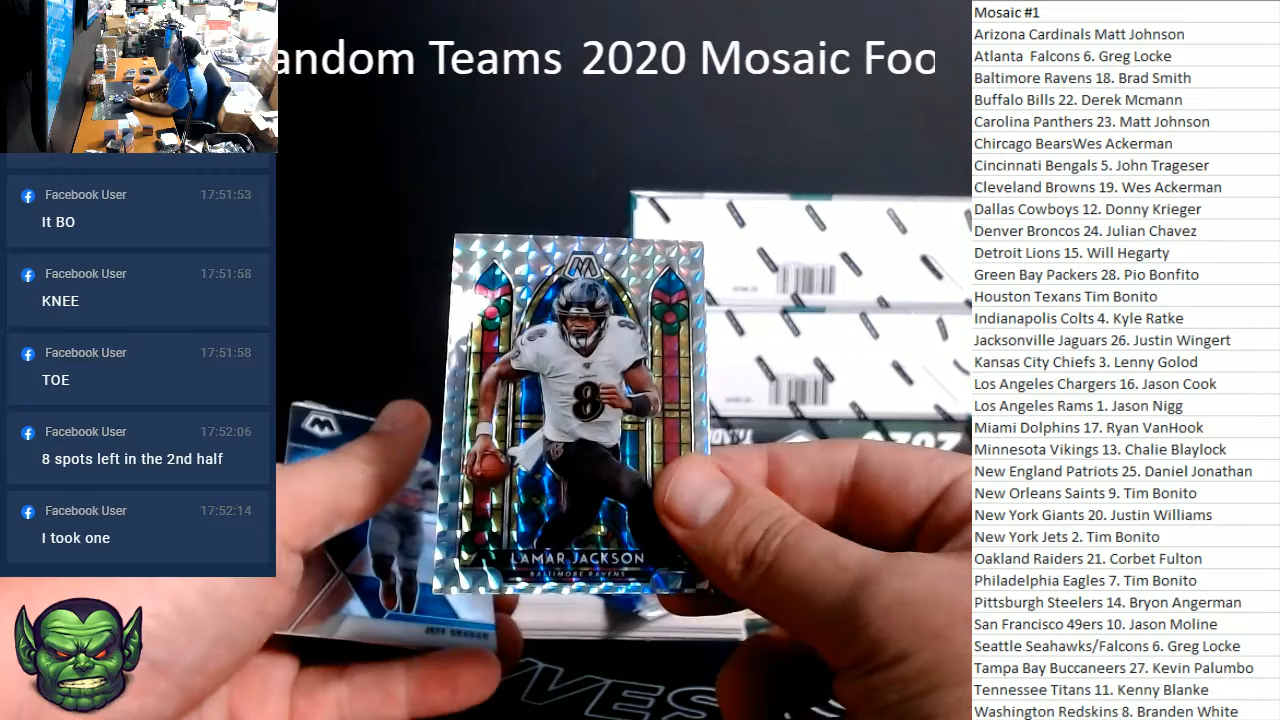 andom Teams 2020 Mosaic Foo
Facebook User 17:51:53
It BO
Facebook User 17:51:58
KNEE
Facebook User 17:51:58
TOE
Facebook User 17:52:06
8 spots left in the 2nd half
Facebook User 17:52:14
I took one
8
LAMAR JACKSON
BALTIMORE RAVENS
2020
Mosaic #1
Arizona Cardinals Matt Johnson
Atlanta Falcons 6. Greg Locke
Baltimore Ravens 18. Brad Smith
Buffalo Bills 22. Derek Mcmann
Carolina Panthers 23. Matt Johnson
Chircago BearsWes Ackerman
Cincinnati Bengals 5. John Trageser
Cleveland Browns 19. Wes Ackerman
Dallas Cowboys 12. Donny Krieger
Denver Broncos 24. Julian Chavez
Detroit Lions 15. Will Hegarty
Green Bay Packers 28. Pio Bonfito
Houston Texans Tim Bonito
Indianapolis Colts 4. Kyle Ratke
Jacksonville Jaguars 26. Justin Wingert
Kansas City Chiefs 3. Lenny Golod
Los Angeles Chargers 16. Jason Cook
Los Angeles Rams 1. Jason Nigg
Miami Dolphins 17. Ryan VanHook
Minnesota Vikings 13. Chalie Blaylock
New England Patriots 25. Daniel Jonathan
New Orleans Saints 9. Tim Bonito
New York Giants 20. Justin Williams
New York Jets 2. Tim Bonito
Oakland Raiders 21. Corbet Fulton
Philadelphia Eagles 7. Tim Bonito
Pittsburgh Steelers 14. Bryon Angerman
San Francisco 49ers 10. Jason Moline
Seattle Seahawks/Falcons 6. Greg Locke
Tampa Bay Buccaneers 27. Kevin Palumbo
Tennessee Titans 11. Kenny Blanke
Washington Redskins 8. Branden White